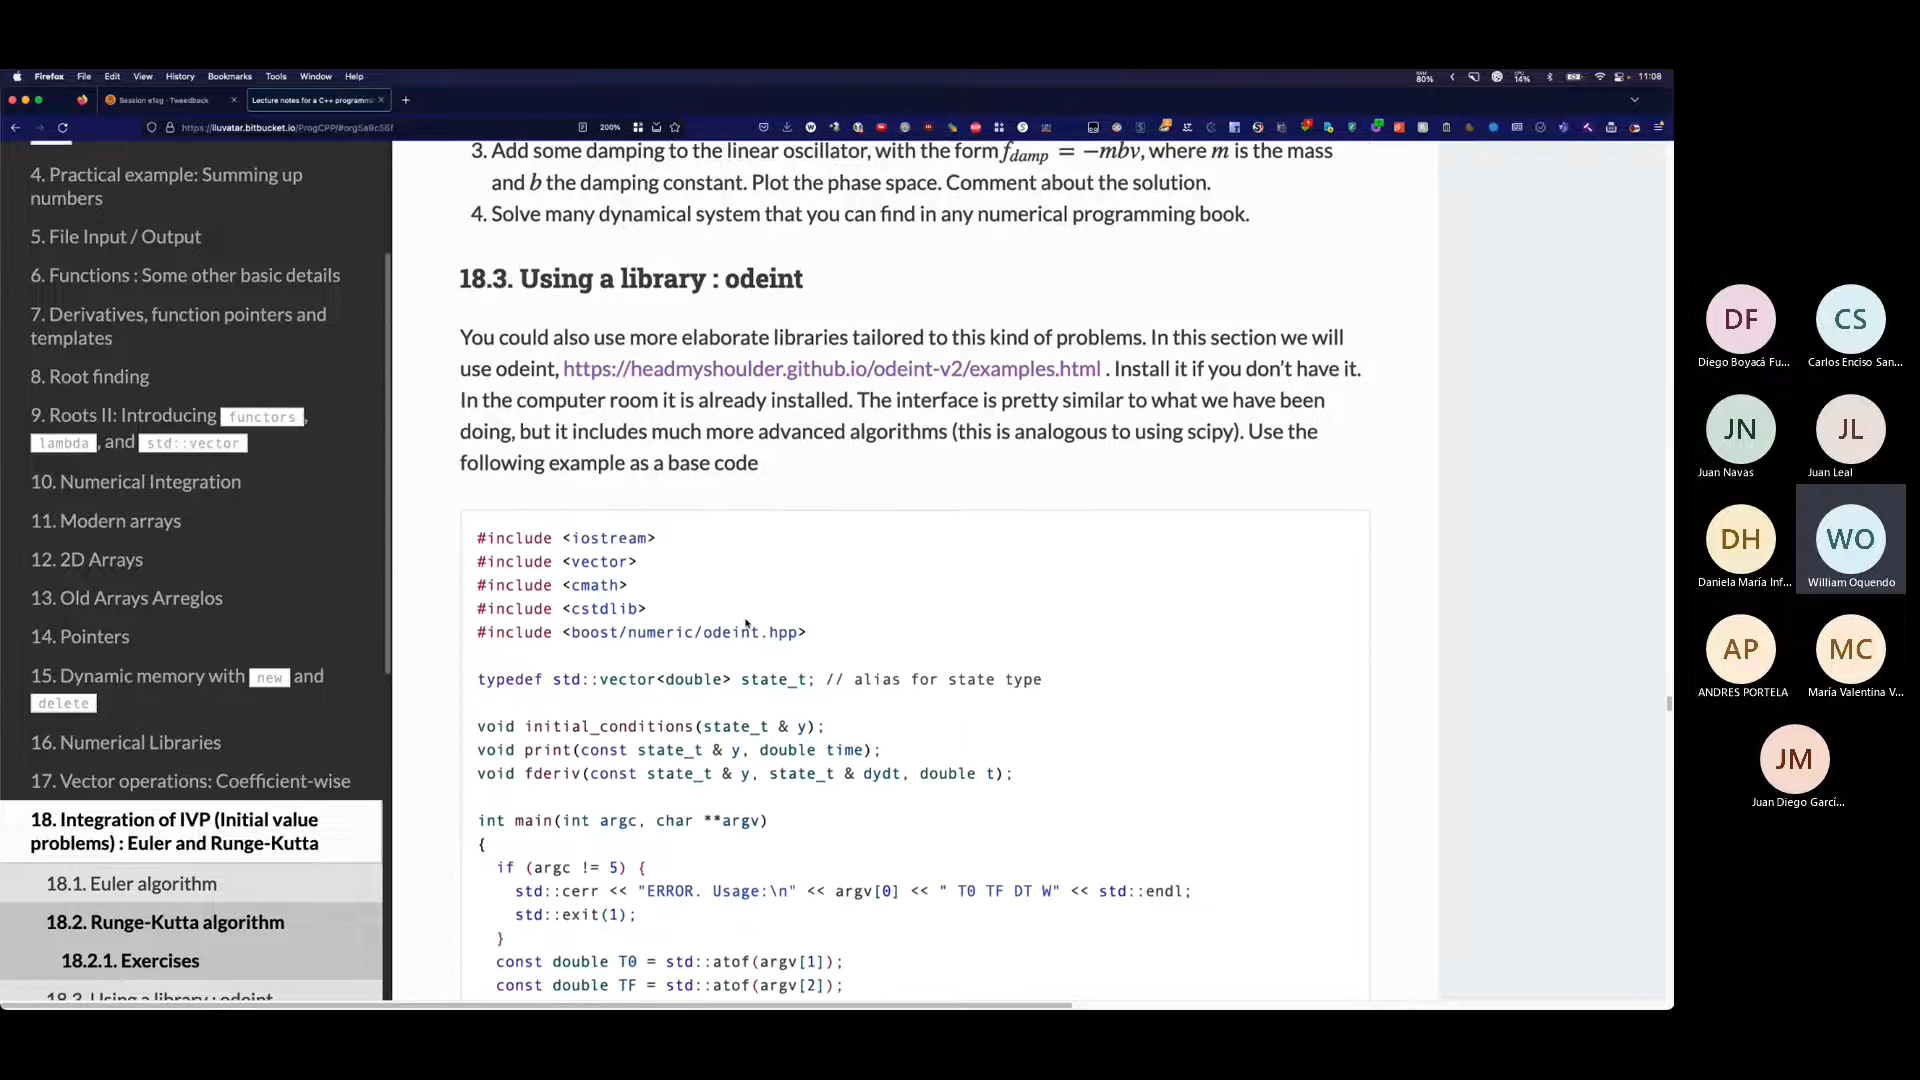 Firefox File Edit View History Bookmarks Tools Window Help
80% 14% 11:08
Session e1sg · Tweedback
Lecture notes for a C++ programmi
https://iluvatar.bitbucket.io/ProgCPP/#org5a9c55f
200%
4. Practical example: Summing up
numbers
5. File Input / Output
6. Functions : Some other basic details
7. Derivatives, function pointers and
templates
8. Root finding
9. Roots II: Introducing functors,
lambda, and std::vector
10. Numerical Integration
11. Modern arrays
12. 2D Arrays
13. Old Arrays Arreglos
14. Pointers
15. Dynamic memory with new and
delete
16. Numerical Libraries
17. Vector operations: Coefficient-wise
18. Integration of IVP (Initial value
problems) : Euler and Runge-Kutta
18.1. Euler algorithm
18.2. Runge-Kutta algorithm
18.2.1. Exercises
18.3. Using a library : odeint
3. Add some damping to the linear oscillator, with the form f_damp = −mbv, where m is the mass
and b the damping constant. Plot the phase space. Comment about the solution.
4. Solve many dynamical system that you can find in any numerical programming book.
18.3. Using a library : odeint
You could also use more elaborate libraries tailored to this kind of problems. In this section we will
use odeint, https://headmyshoulder.github.io/odeint-v2/examples.html . Install it if you don't have it.
In the computer room it is already installed. The interface is pretty similar to what we have been
doing, but it includes much more advanced algorithms (this is analogous to using scipy). Use the
following example as a base code
#include <iostream>
#include <vector>
#include <cmath>
#include <cstdlib>
#include <boost/numeric/odeint.hpp>
typedef std::vector<double> state_t; // alias for state type
void initial_conditions(state_t & y);
void print(const state_t & y, double time);
void fderiv(const state_t & y, state_t & dydt, double t);
int main(int argc, char **argv)
{
if (argc != 5) {
std::cerr << "ERROR. Usage:\n" << argv[0] << " T0 TF DT W" << std::endl;
std::exit(1);
}
const double T0 = std::atof(argv[1]);
const double TF = std::atof(argv[2]);
DF
Diego Boyacá Fu...
CS
Carlos Enciso San...
JN
Juan Navas
JL
Juan Leal
DH
Daniela María Inf...
WO
William Oquendo
AP
ANDRES PORTELA
MC
María Valentina V...
JM
Juan Diego Garcí...